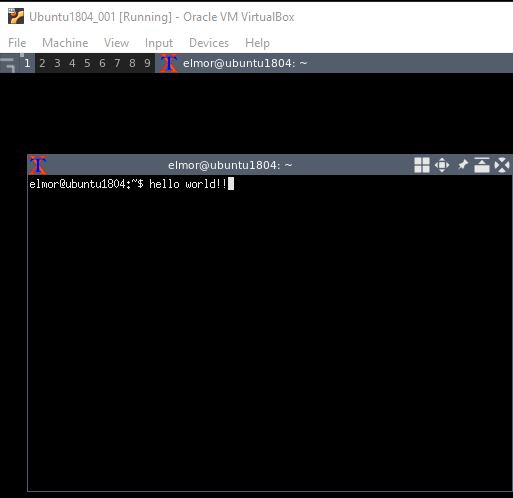 Ubuntu1804_001 [Running] - Oracle VM VirtualBox
File Machine View Input Devices Help
1 2 3 4 5 6 7 8 9 elmor@ubuntu1804: ~
elmor@ubuntu1804: ~
elmor@ubuntu1804:~$ hello world!!